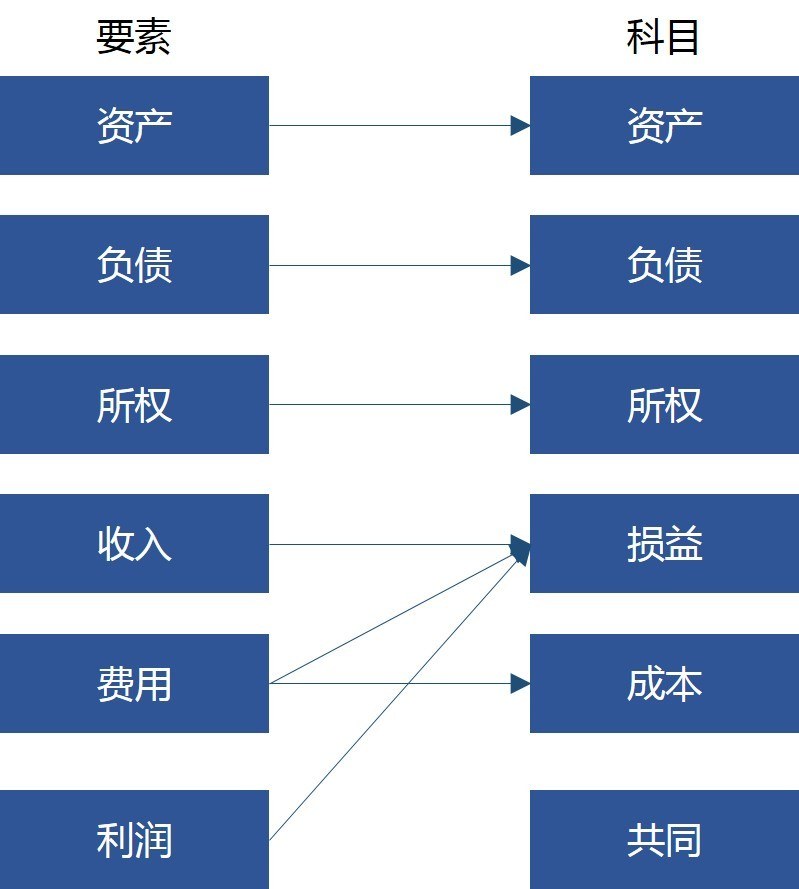 要素 科目
资产 资产
负债 负债
所权 所权
收入 损益
费用 成本
利润 共同